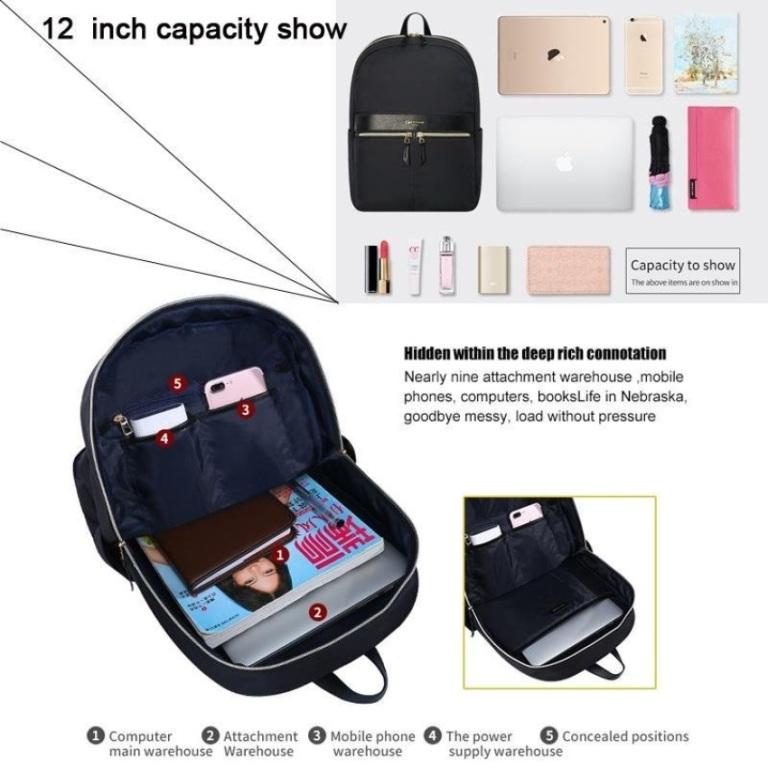 12 inch capacity show
Capacity to show
The above items are on show in
Hidden within the deep rich connotation
Nearly nine attachment warehouse ,mobile
phones, computers, booksLife in Nebraska,
goodbye messy, load without pressure
5
3
4
瑞丽
1
2
1 Computer main warehouse
2 Attachment Warehouse
3 Mobile phone warehouse
4 The power supply warehouse
5 Concealed positions